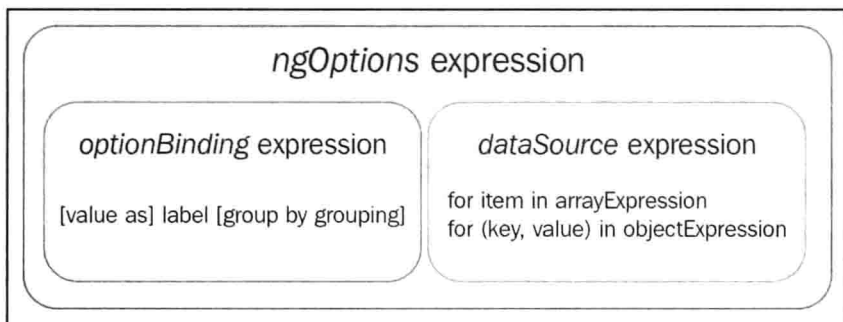 ngOptions expression
optionBinding expression
[value as] label [group by grouping]
dataSource expression
for item in arrayExpression
for (key, value) in objectExpression